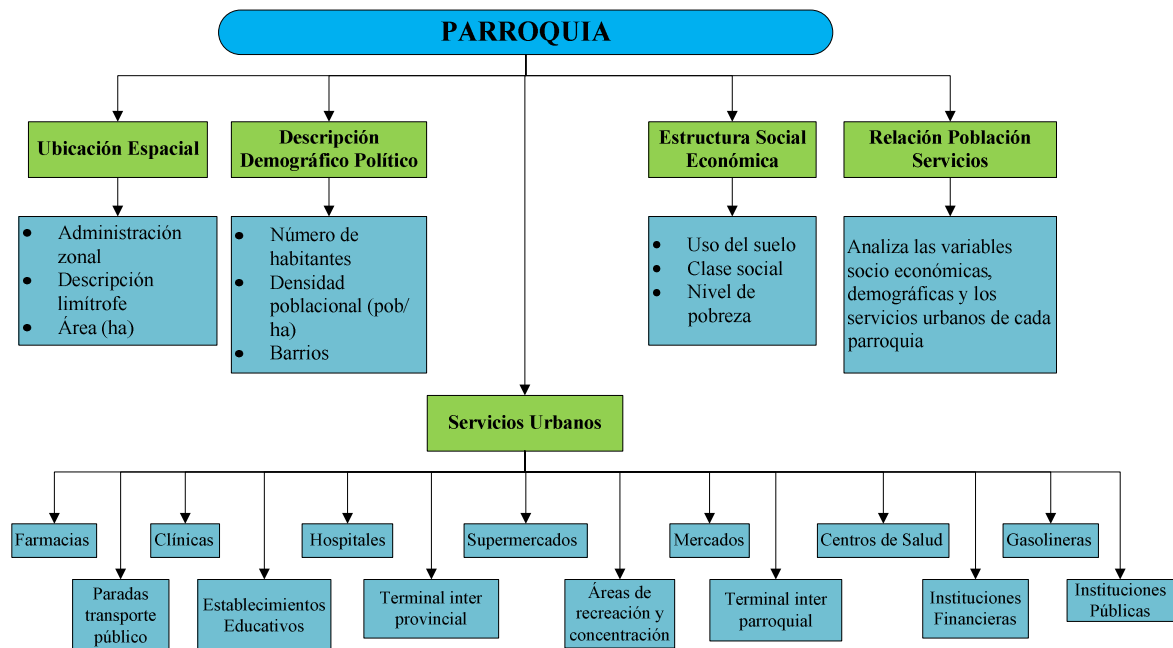 PARROQUIA
Ubicación Espacial
Descripción
Demográfico Político
Estructura Social
Económica
Relación Población
Servicios
● Administración
zonal
● Descripción
limítrofe
● Área (ha)
● Número de
habitantes
● Densidad
poblacional (pob/
ha)
● Barrios
● Uso del suelo
● Clase social
● Nivel de
pobreza
Analiza las variables
socio económicas,
demográficas y los
servicios urbanos de cada
parroquia
Servicios Urbanos
Farmacias
Clínicas
Hospitales
Supermercados
Mercados
Centros de Salud
Gasolineras
Paradas
transporte
público
Establecimientos
Educativos
Terminal inter
provincial
Áreas de
recreación y
concentración
Terminal inter
parroquial
Instituciones
Financieras
Instituciones
Públicas